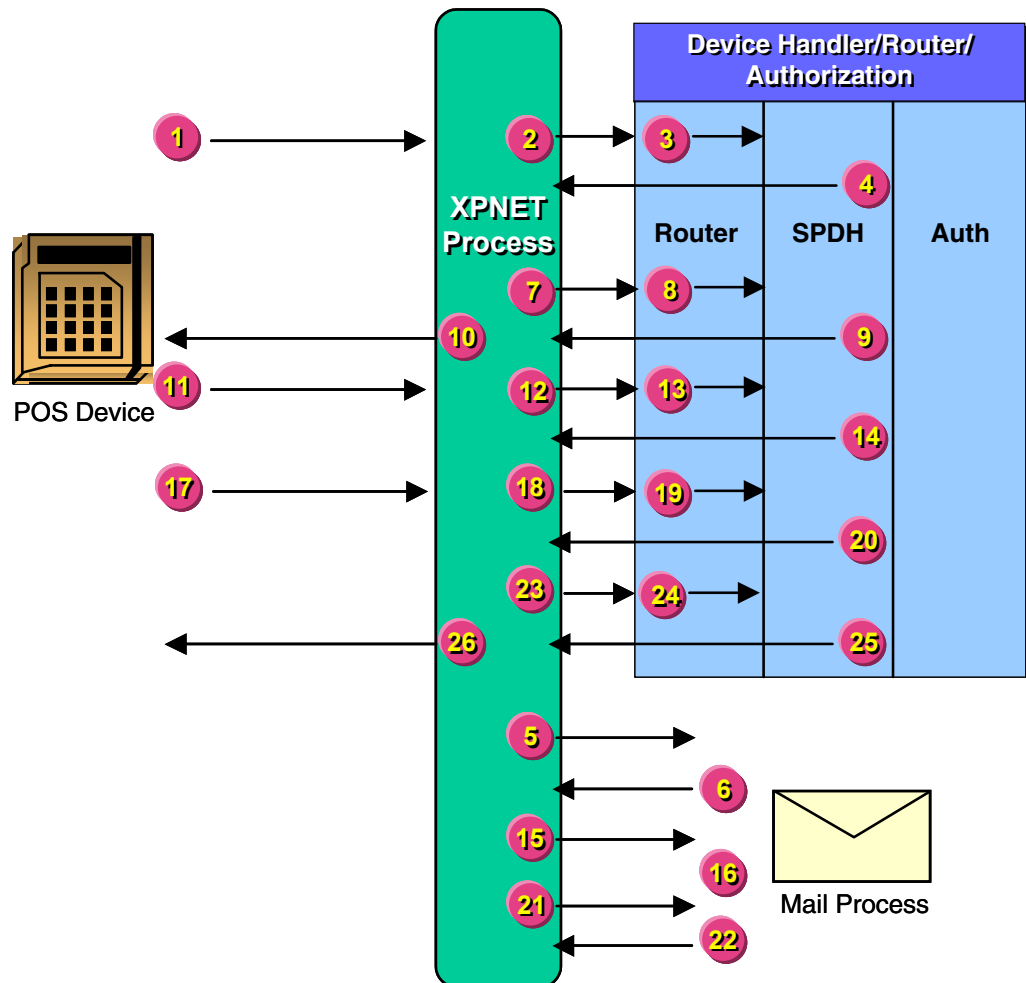 Device Handler/Router/
Authorization
1
2
3
4
XPNET
Process
Router
SPDH
Auth
7
8
10
9
11
12
13
POS Device
14
17
18
19
20
23
24
26
25
5
6
15
16
21
Mail Process
22